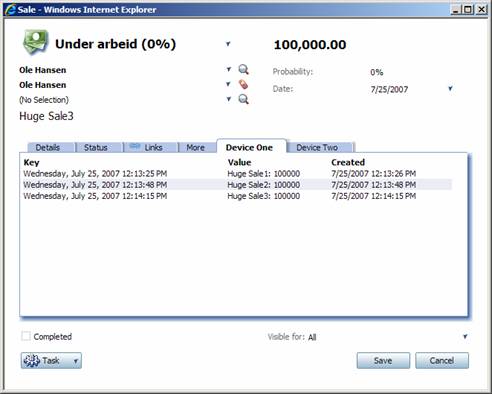 Sale - Windows Internet Explorer
Under arbeid (0%) 100,000.00
Ole Hansen Probability: 0%
Ole Hansen Date: 7/25/2007
(No Selection)
Huge Sale3
Details Status Links More Device One Device Two
Key Value Created
Wednesday, July 25, 2007 12:13:25 PM Huge Sale1: 100000 7/25/2007 12:13:26 PM
Wednesday, July 25, 2007 12:13:48 PM Huge Sale2: 100000 7/25/2007 12:13:48 PM
Wednesday, July 25, 2007 12:14:15 PM Huge Sale3: 100000 7/25/2007 12:14:15 PM
Completed Visible for: All
Task Save Cancel